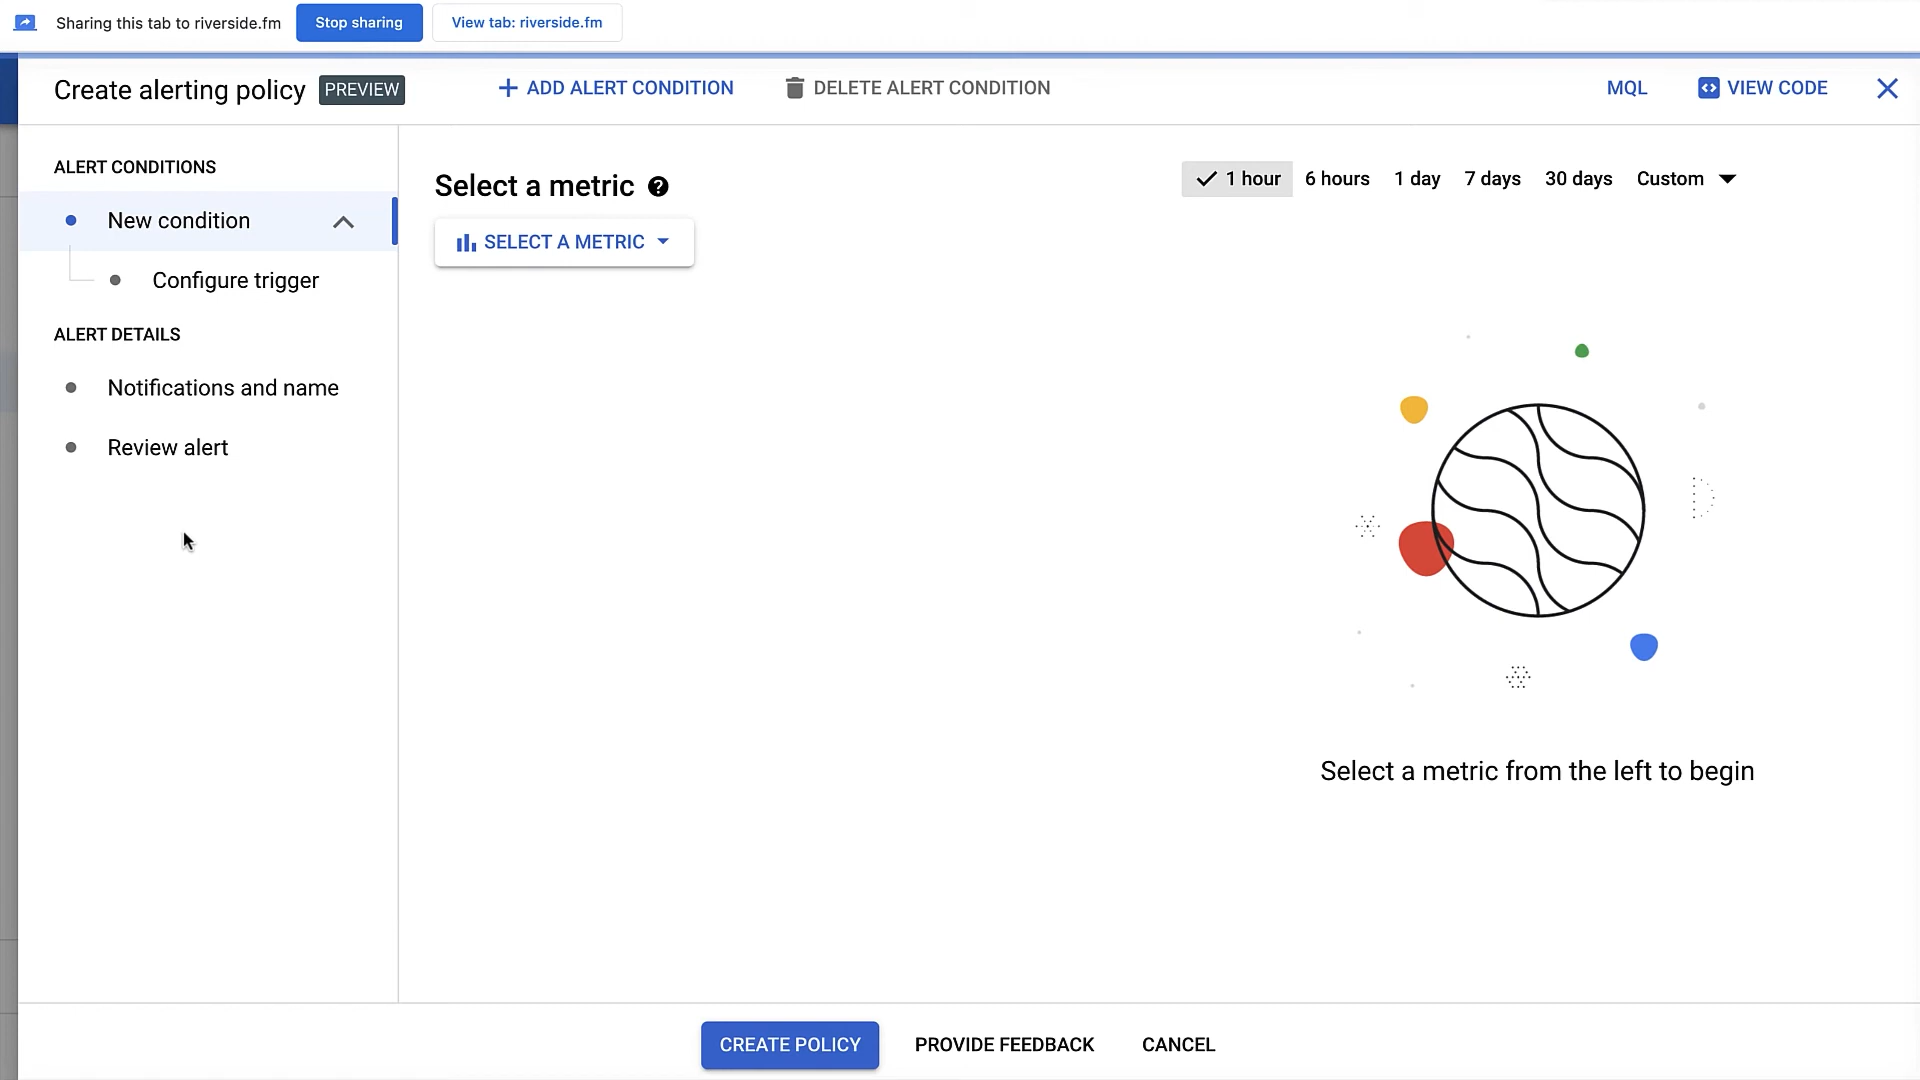 Sharing this tab to riverside.fm
Stop sharing
View tab: riverside.fm
Create alerting policy
PREVIEW
ADD ALERT CONDITION
DELETE ALERT CONDITION
MQL
VIEW CODE
ALERT CONDITIONS
New condition
Configure trigger
ALERT DETAILS
Notifications and name
Review alert
Select a metric
SELECT A METRIC
1 hour
6 hours
1 day
7 days
30 days
Custom
Select a metric from the left to begin
CREATE POLICY
PROVIDE FEEDBACK
CANCEL